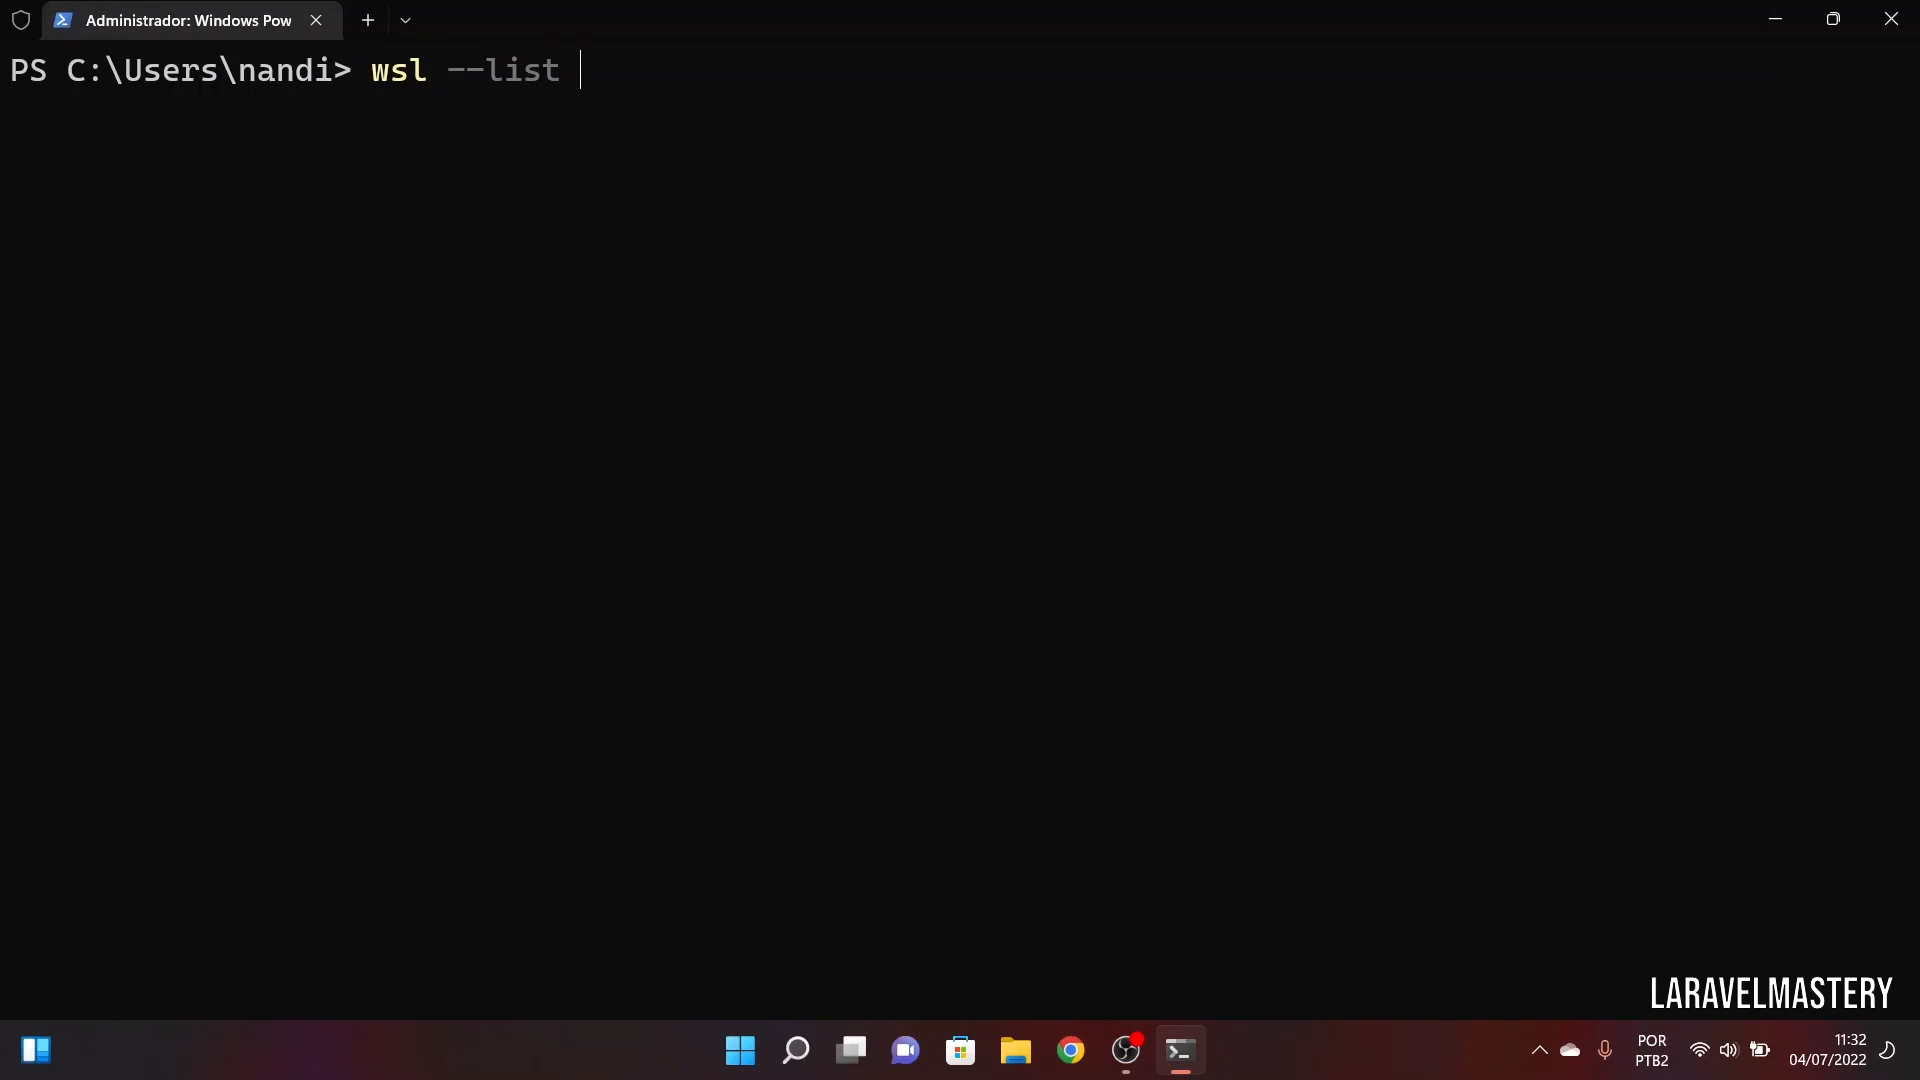 Administrador: Windows Pow
PS C:\Users\nandi> wsl --list
LARAVELMASTERY
POR
PTB2
11:32
04/07/2022